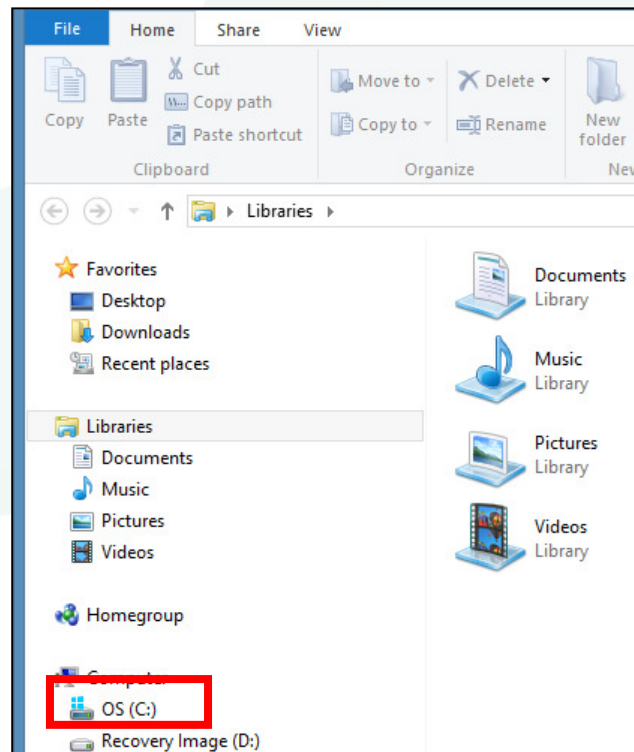 File Home Share View
Copy
Paste
Cut
Copy path
Paste shortcut
Clipboard
Move to
Copy to
Delete
Rename
Organize
New
folder
Libraries
Favorites
Desktop
Downloads
Recent places
Libraries
Documents
Music
Pictures
Videos
Homegroup
Computer
OS (C:)
Recovery Image (D:)
Documents
Library
Music
Library
Pictures
Library
Videos
Library